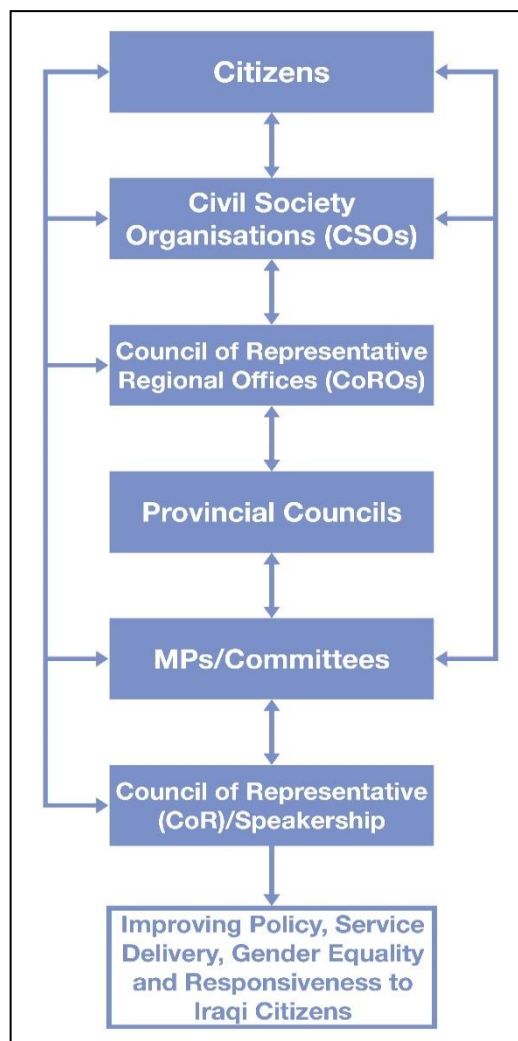 Citizens
Civil Society
Organisations (CSOs)
Council of Representative
Regional Offices (CoROs)
Provincial Councils
MPs/Committees
Council of Representative
(CoR)/Speakership
Improving Policy, Service
Delivery, Gender Equality
and Responsiveness to
Iraqi Citizens